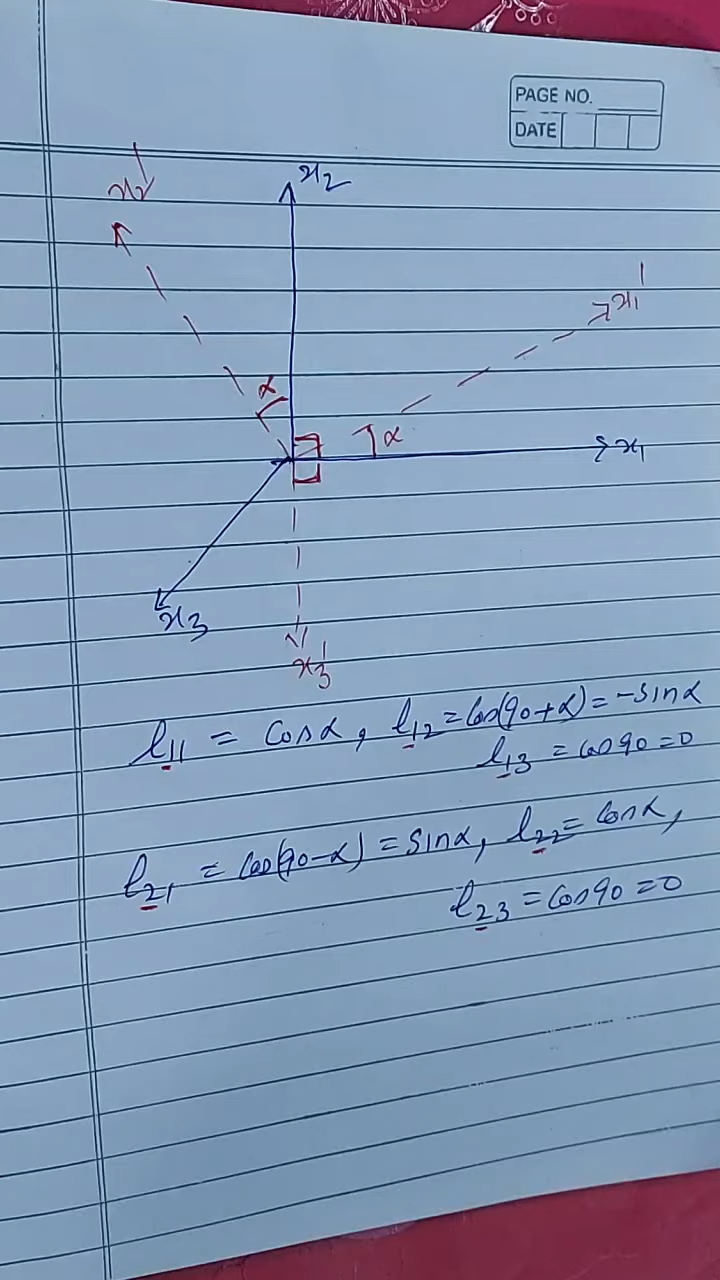 PAGE NO.
DATE
x₂'
x₂
x₁'
α
α
x₁
x₃
x₃'
l₁₁ = cosα, l₁₂ = cos(90+α) = -sinα
l₁₃ = cos90 = 0
l₂₁ = cos(90-α) = sinα, l₂₂ = cosα,
l₂₃ = cos90 = 0